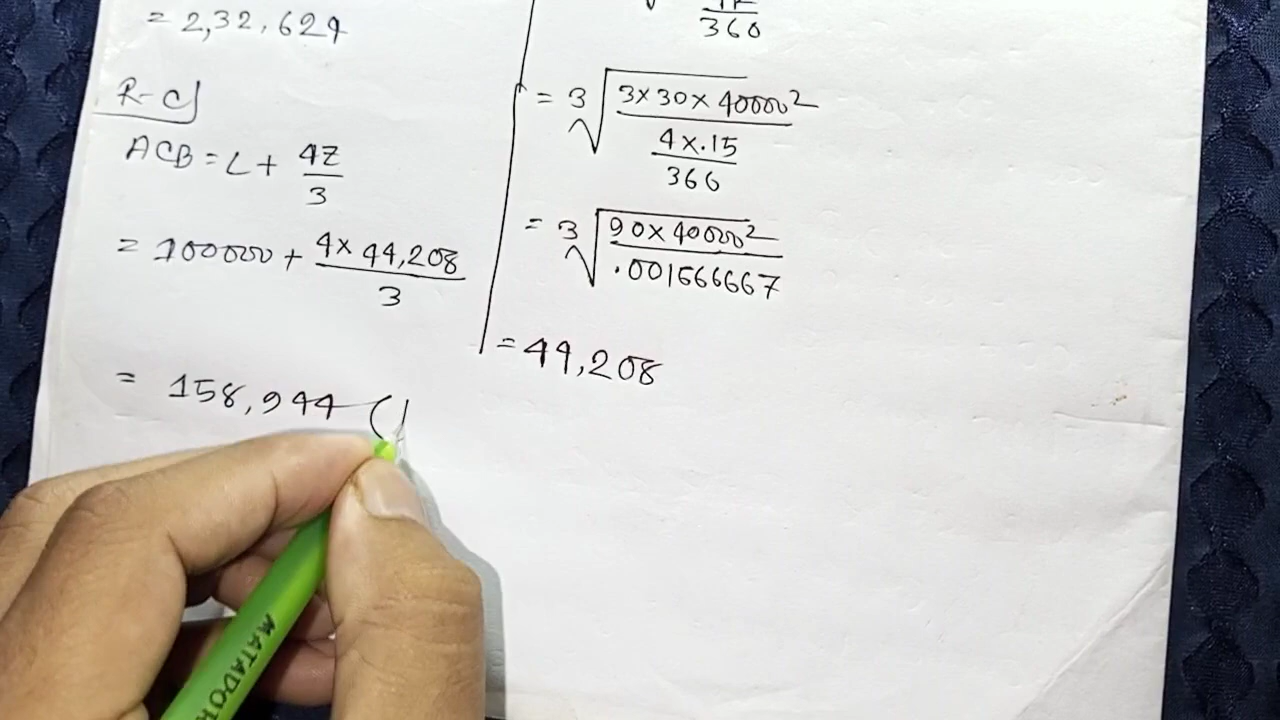 = 2,32,624
R-C
ACB = L + 4Z/3
= 100000 + 4 x 44,208/3
= 158,944 (
360
= ³√ 3 x 30 x 40000² / 4 x .15 / 360
= ³√ 90 x 40000² / .001666667
= 44,208
MATADOR